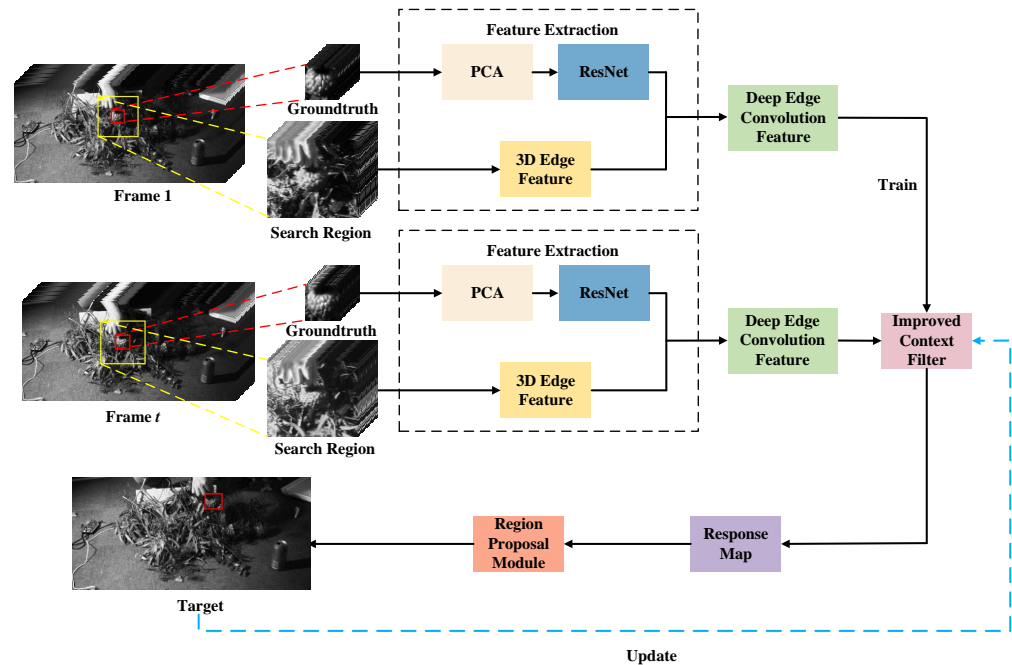 Feature Extraction
PCA
ResNet
Groundtruth
3D Edge
Feature
Deep Edge
Convolution
Feature
Frame 1
Search Region
Train
Feature Extraction
PCA
ResNet
Groundtruth
3D Edge
Feature
Deep Edge
Convolution
Feature
Improved
Context
Filter
Frame t
Search Region
Region
Proposal
Module
Response
Map
Target
Update